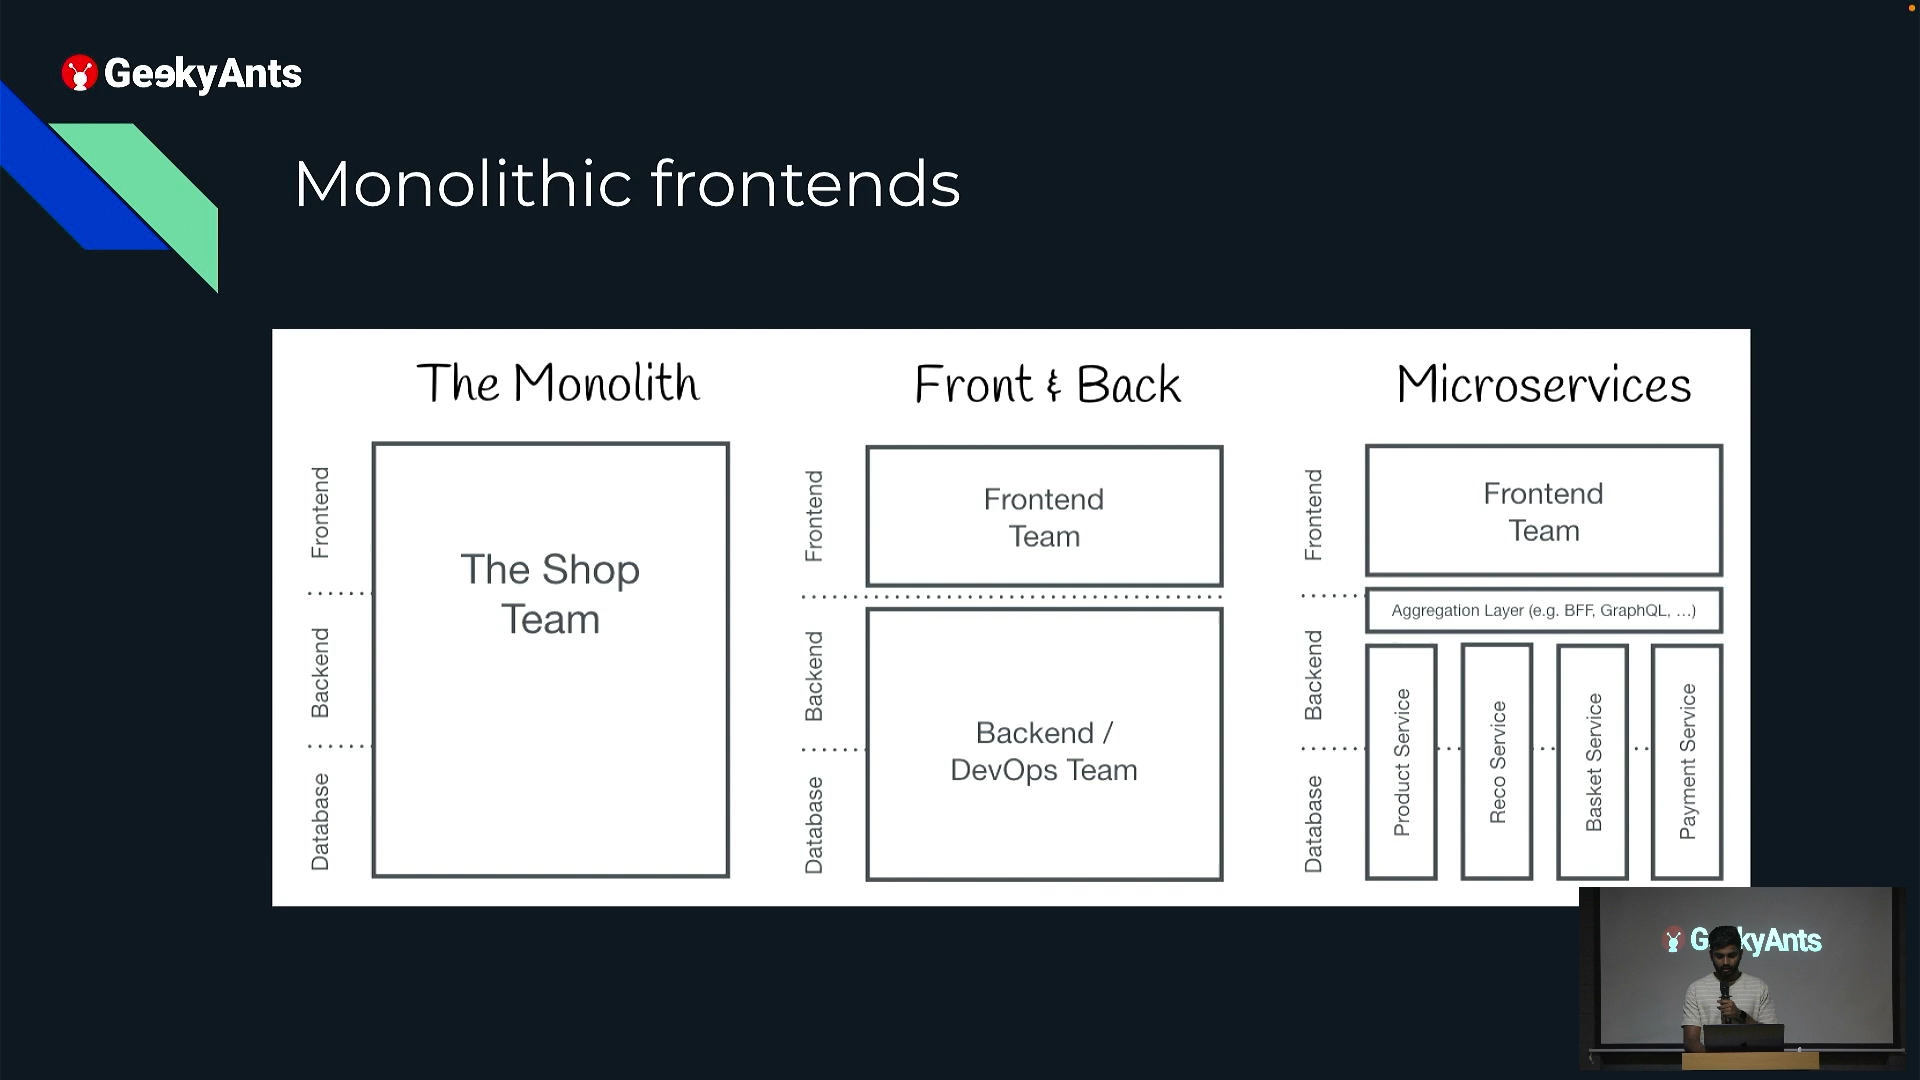 GeekyAnts
Monolithic frontends
The Monolith
Frontend
Backend
Database
The Shop
Team
Front & Back
Frontend
Backend
Database
Frontend
Team
Backend /
DevOps Team
Microservices
Frontend
Backend
Database
Frontend
Team
Aggregation Layer (e.g. BFF, GraphQL, ...)
Product Service
Reco Service
Basket Service
Payment Service
G kyAnts